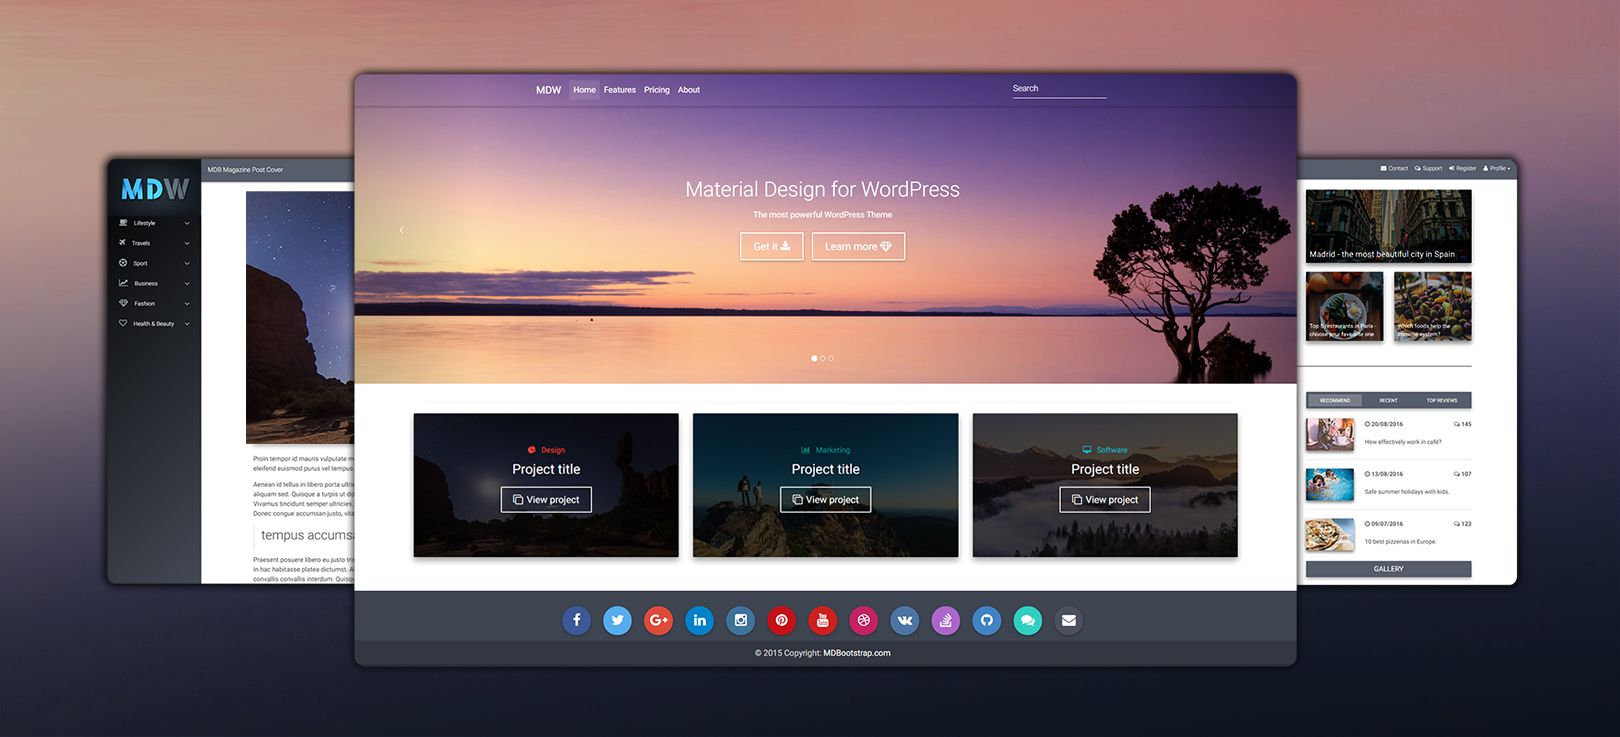 MDW
Lifestyle
Travels
Sport
Business
Fashion
Health & Beauty
MDB Magazine Post Cover
Proin tempor id mauris vulputate m
eleifend euismod purus vel tempus.
Aenean id tellus in libero porta ultrie
aliquam sed. Quisque a turpis ut do
Vivamus tincidunt semper ultricies.
Donec congue accumsan justo, vita
tempus accumsa
Praesent posuere libero eu justo tris
In hac habitasse platea dictumst. A
convallis convallis interdum. Quisqu
MDW Home Features Pricing About Search
Material Design for WordPress
The most powerful WordPress Theme
Get it Learn more
Design
Project title
View project
Marketing
Project title
View project
Software
Project title
View project
© 2015 Copyright: MDBootstrap.com
Contact Support Register Profile
Madrid - the most beautiful city in Spain
Top 5 restaurants in Paris -
choose your favourite one
Which foods help the
immune system?
RECOMMEND RECENT TOP REVIEWS
20/08/2016 145
How effectively work in café?
13/08/2016 107
Safe summer holidays with kids.
09/07/2016 123
10 best pizzerias in Europe.
GALLERY